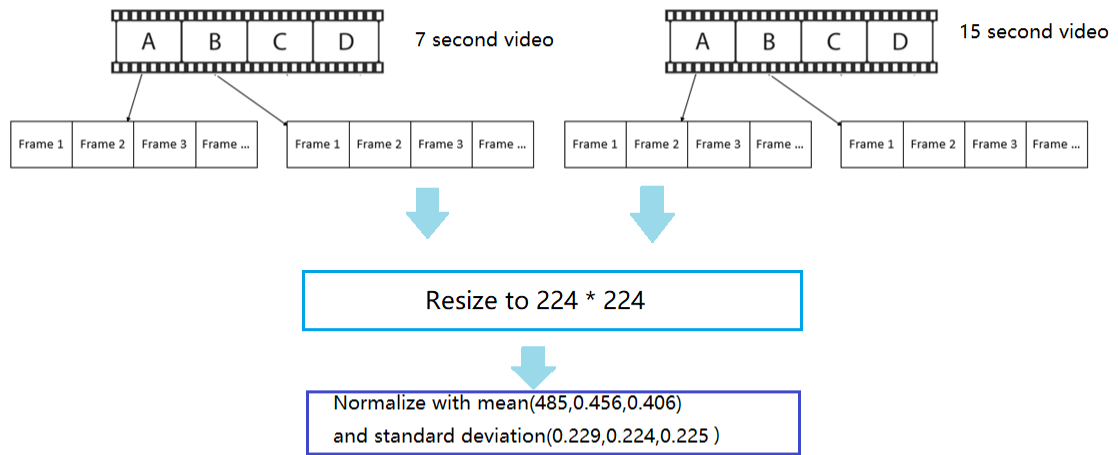 A B C D
7 second video
A B C D
15 second video
Frame 1 Frame 2 Frame 3 Frame ...
Frame 1 Frame 2 Frame 3 Frame ...
Frame 1 Frame 2 Frame 3 Frame ...
Frame 1 Frame 2 Frame 3 Frame ...
Resize to 224 * 224
Normalize with mean(485,0.456,0.406)
and standard deviation(0.229,0.224,0.225 )